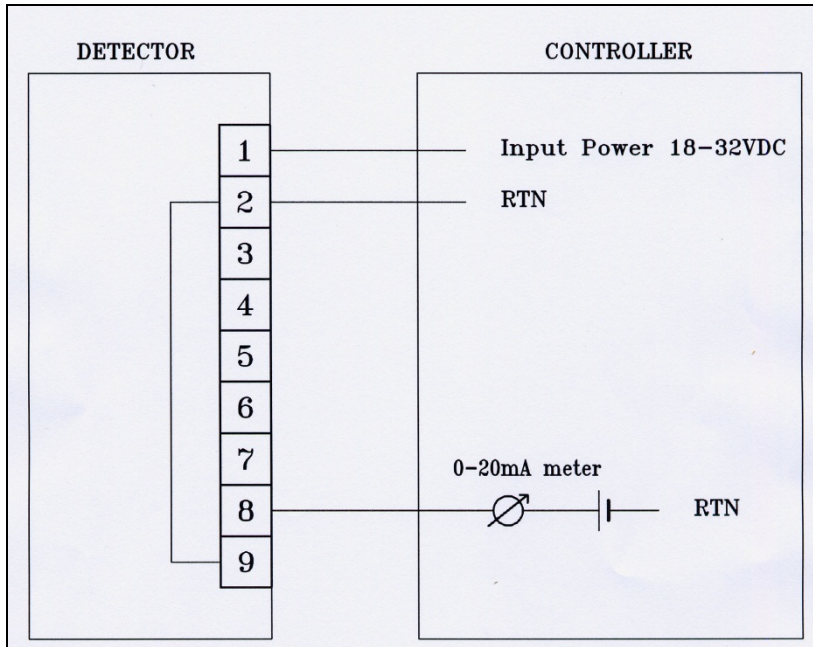 DETECTOR
CONTROLLER
1
Input Power 18-32VDC
2
RTN
3
4
5
6
7
0-20mA meter
8
RTN
9